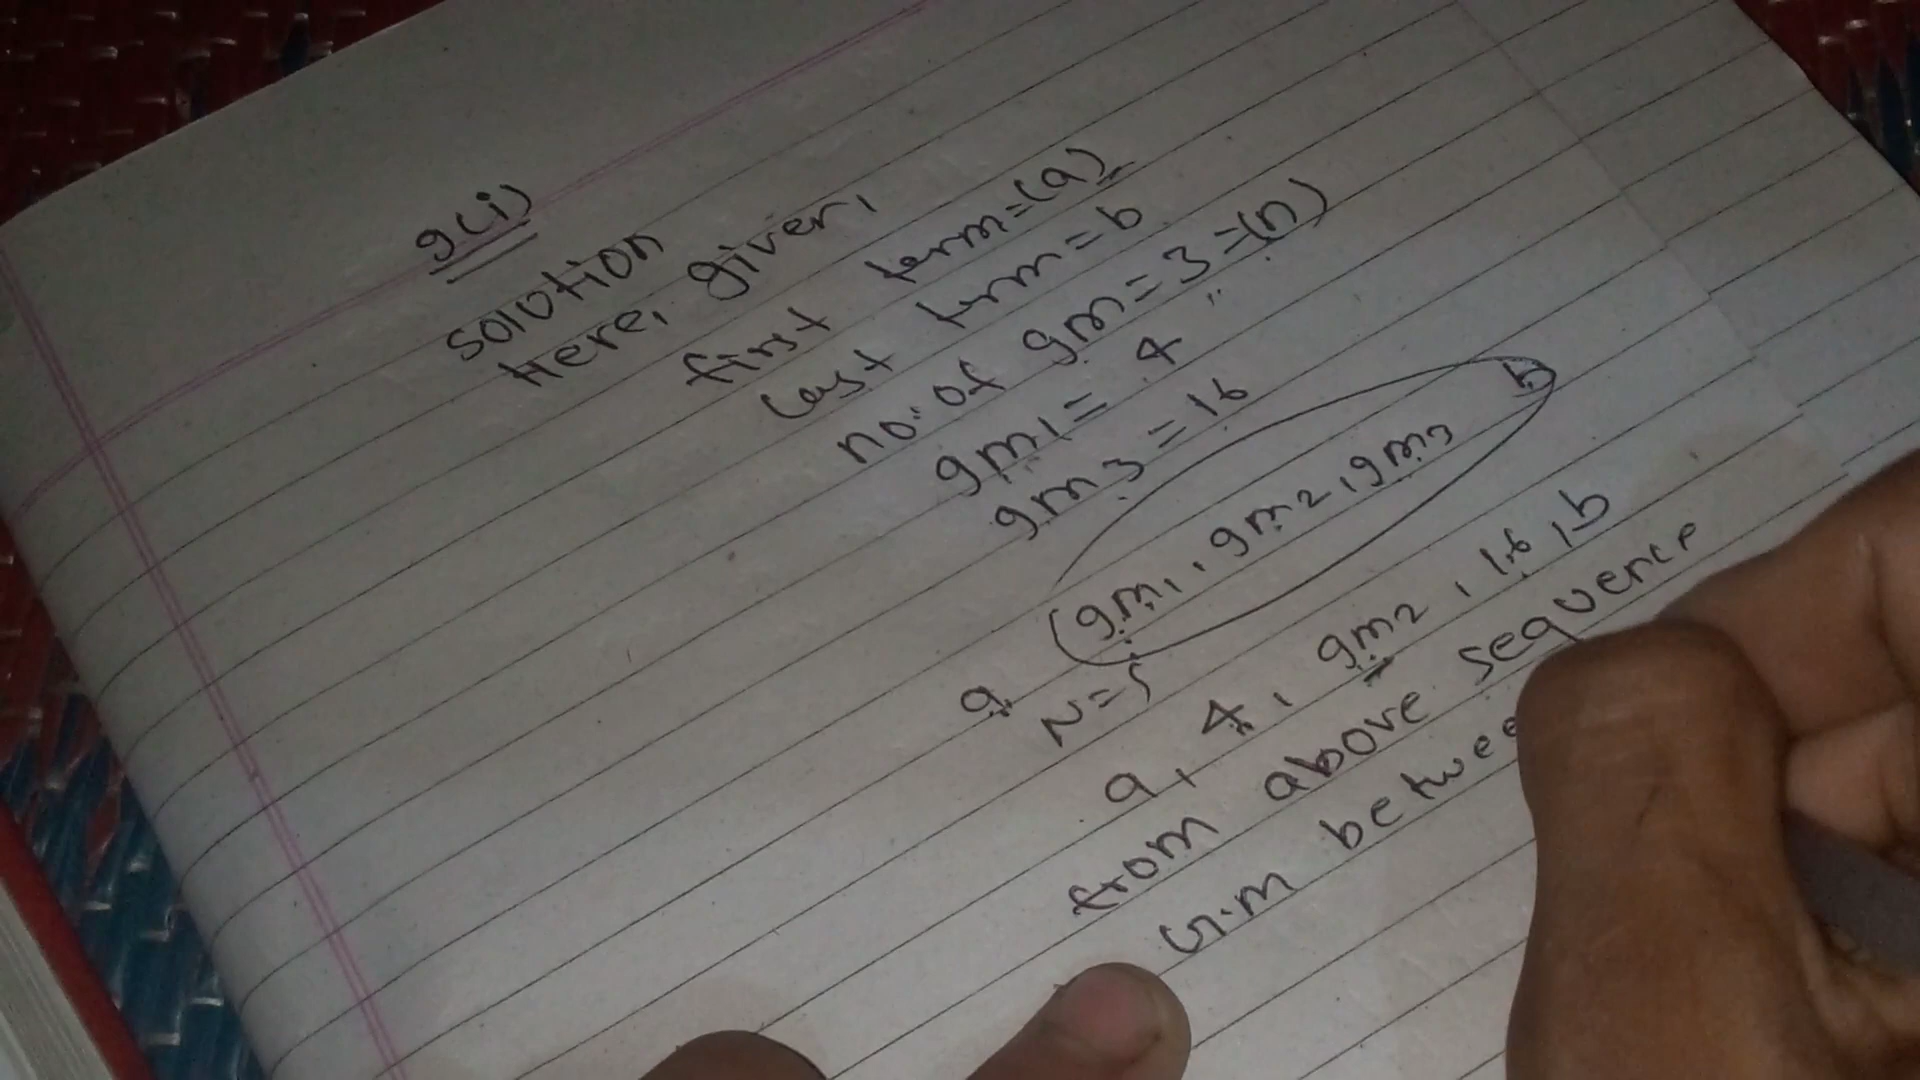 9(i)
solution
Here, given,
first term = (a)
last term = b
no. of gm = 3 = (n)
gm1 = 4
gm3 = 16
a (gm1, gm2, gm3 b
N = 5
a, 4, gm2, 16, b
from above sequence
G.m betwee